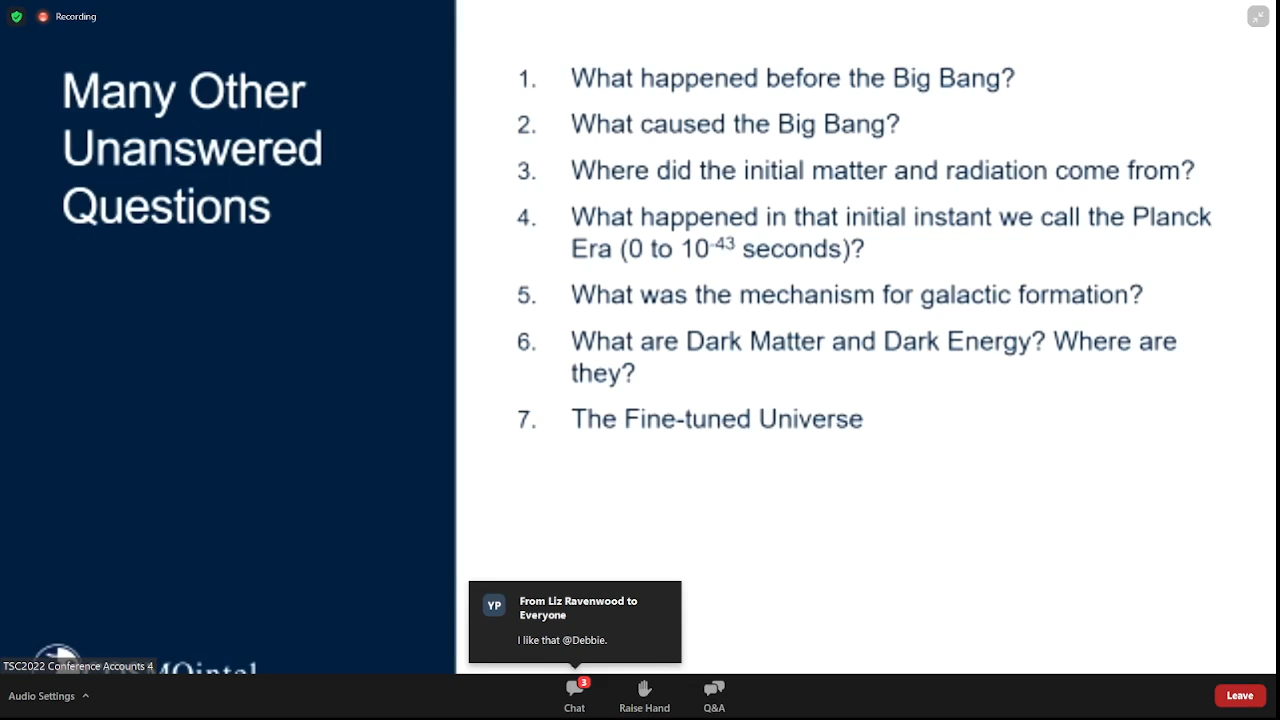 Recording
Many Other
Unanswered
Questions
1. What happened before the Big Bang?
2. What caused the Big Bang?
3. Where did the initial matter and radiation come from?
4. What happened in that initial instant we call the Planck
Era (0 to 10⁻⁴³ seconds)?
5. What was the mechanism for galactic formation?
6. What are Dark Matter and Dark Energy? Where are
they?
7. The Fine-tuned Universe
YP
From Liz Ravenwood to
Everyone
I like that @Debbie.
TSC2022 Conference Accounts 4
Audio Settings
3
Chat
Raise Hand
Q&A
Leave